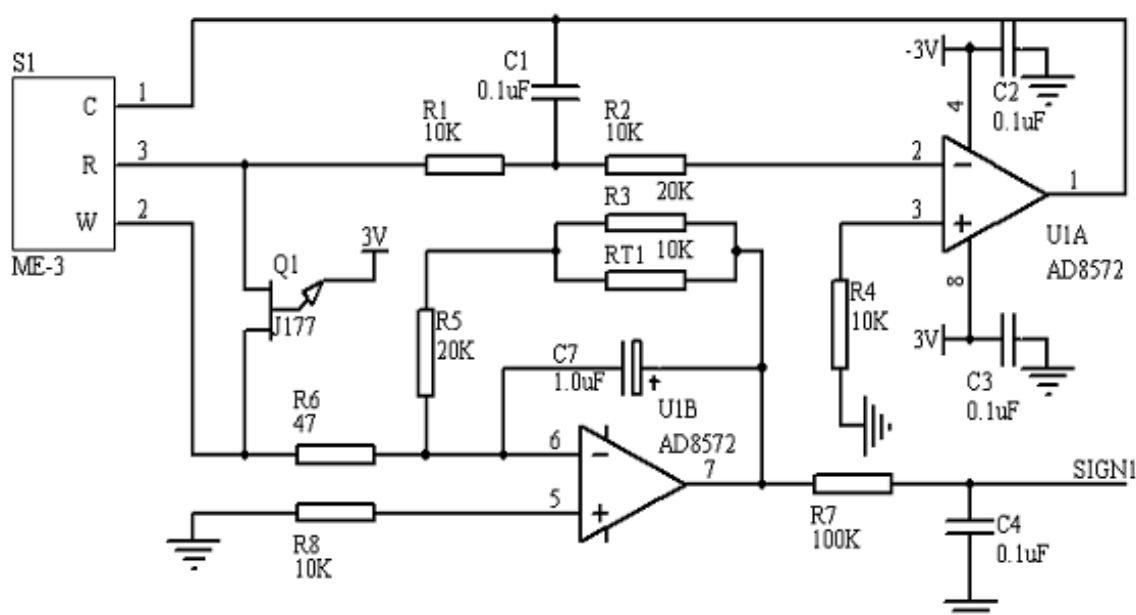 S1
C
1
R
3
W
2
ME-3
C1
0.1uF
R1
10K
R2
10K
-3V
4
C2
0.1uF
2
3
1
U1A
AD8572
8
R3
20K
RT1
10K
R4
10K
3V
C3
0.1uF
Q1
J177
3V
R5
20K
C7
1.0uF
+
U1B
AD8572
R6
47
6
5
7
R8
10K
R7
100K
SIGN1
C4
0.1uF